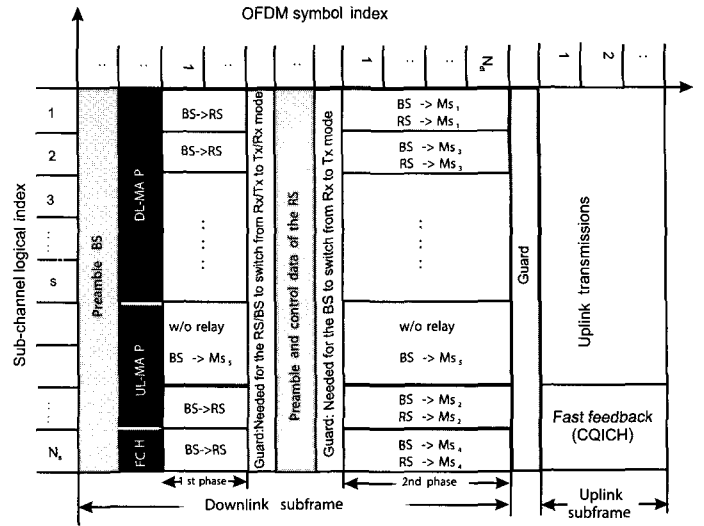 OFDM symbol index
: : 1 : : : : 1 : : Nd 1 2 :
Sub-channel logical index
1
2
3
:
s
:
Ns
Preamble BS
DL-MAP
UL-MAP
FCH
BS->RS
BS->RS
w/o relay
BS -> Ms5
BS->RS
BS->RS
Guard:Needed for the RS/BS to switch from Rx/Tx to Tx/Rx mode
Preamble and control data of the RS
Guard: Needed for the BS to switch from Rx to Tx mode
BS -> Ms1
RS -> Ms1
BS -> Ms3
RS -> Ms3
w/o relay
BS -> Ms5
BS -> Ms2
RS -> Ms2
BS -> Ms4
RS -> Ms4
Guard
Uplink transmissions
Fast feedback
(CQICH)
1 st phase
2nd phase
Downlink subframe
Uplink
subframe